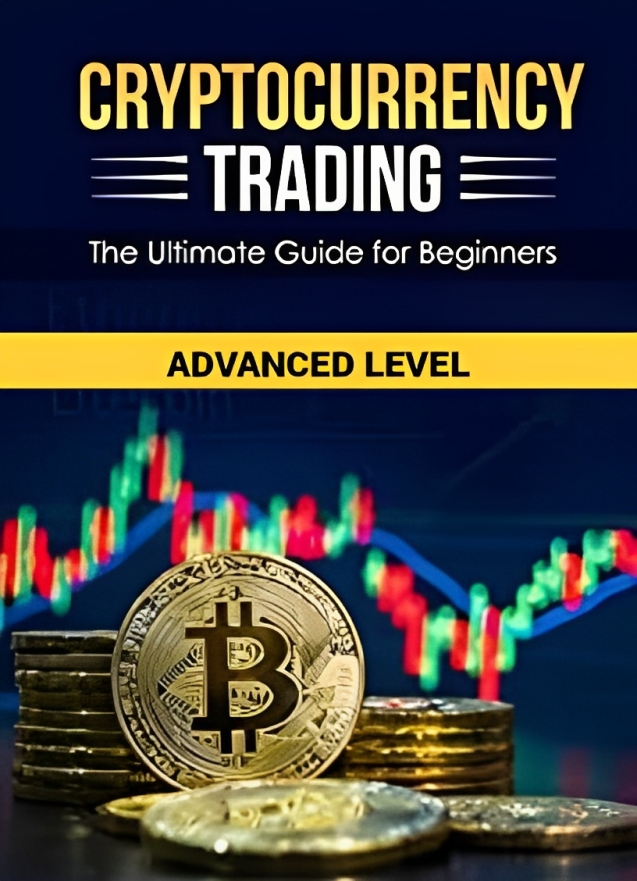 CRYPTOCURRENCY
TRADING
The Ultimate Guide for Beginners
ADVANCED LEVEL